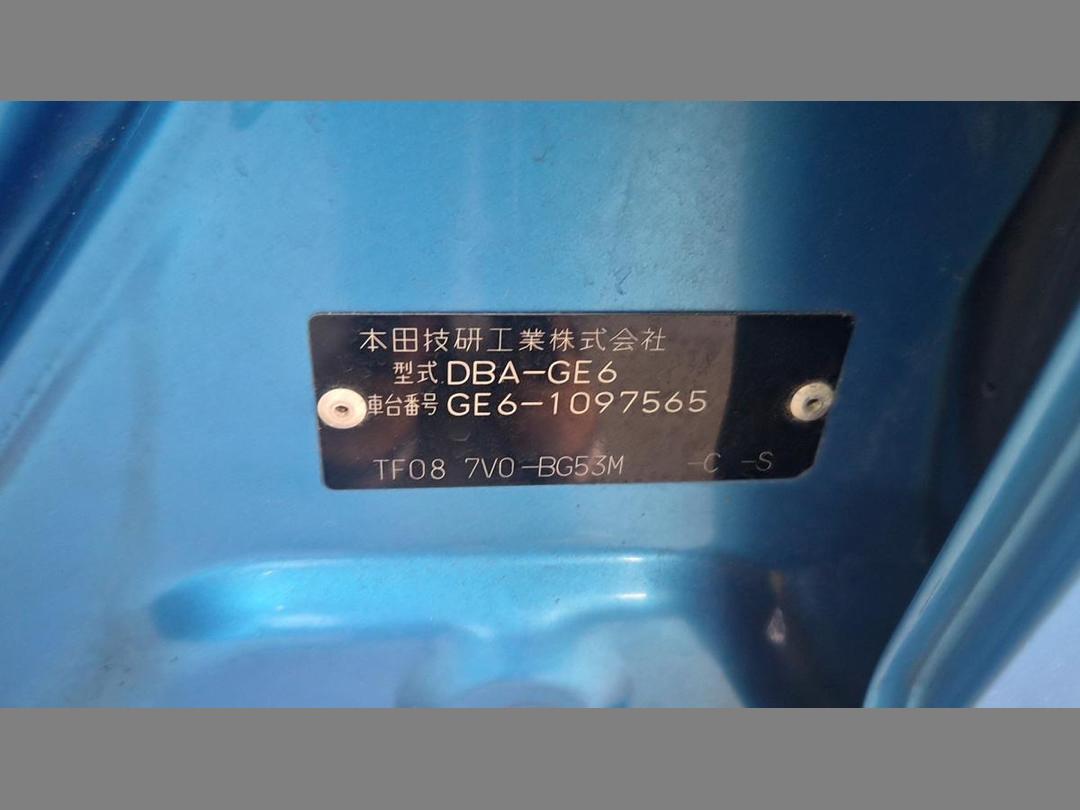 本田技研工業株式会社
型式 DBA-GE6
車台番号 GE6-1097565
TF08 7V0-BG53M -C -S